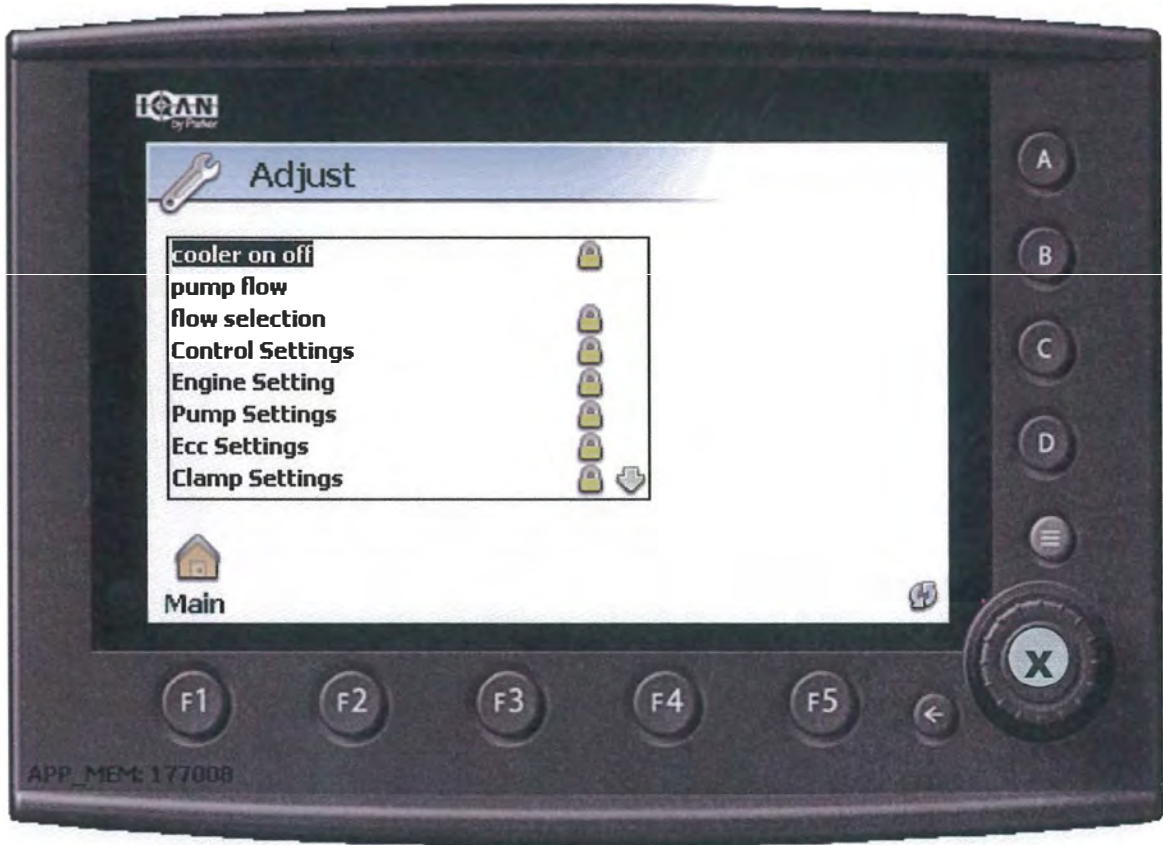 IQAN
by Parker
Adjust
cooler on off
pump flow
flow selection
Control Settings
Engine Setting
Pump Settings
Ecc Settings
Clamp Settings
Main
A
B
C
D
X
F1 F2 F3 F4 F5
APP_MEM: 177008